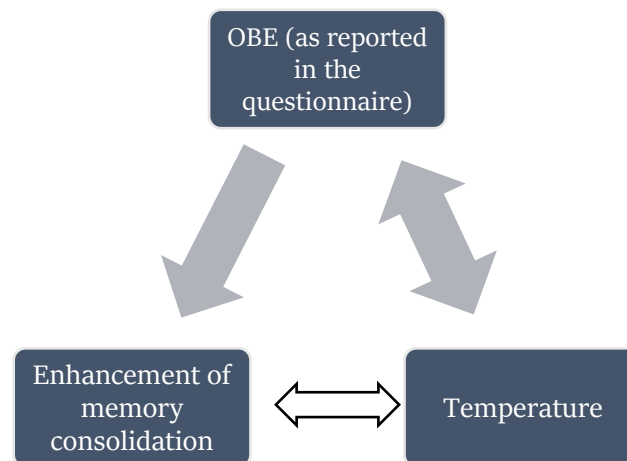 OBE (as reported
in the
questionnaire)
Enhancement of
memory
consolidation
Temperature